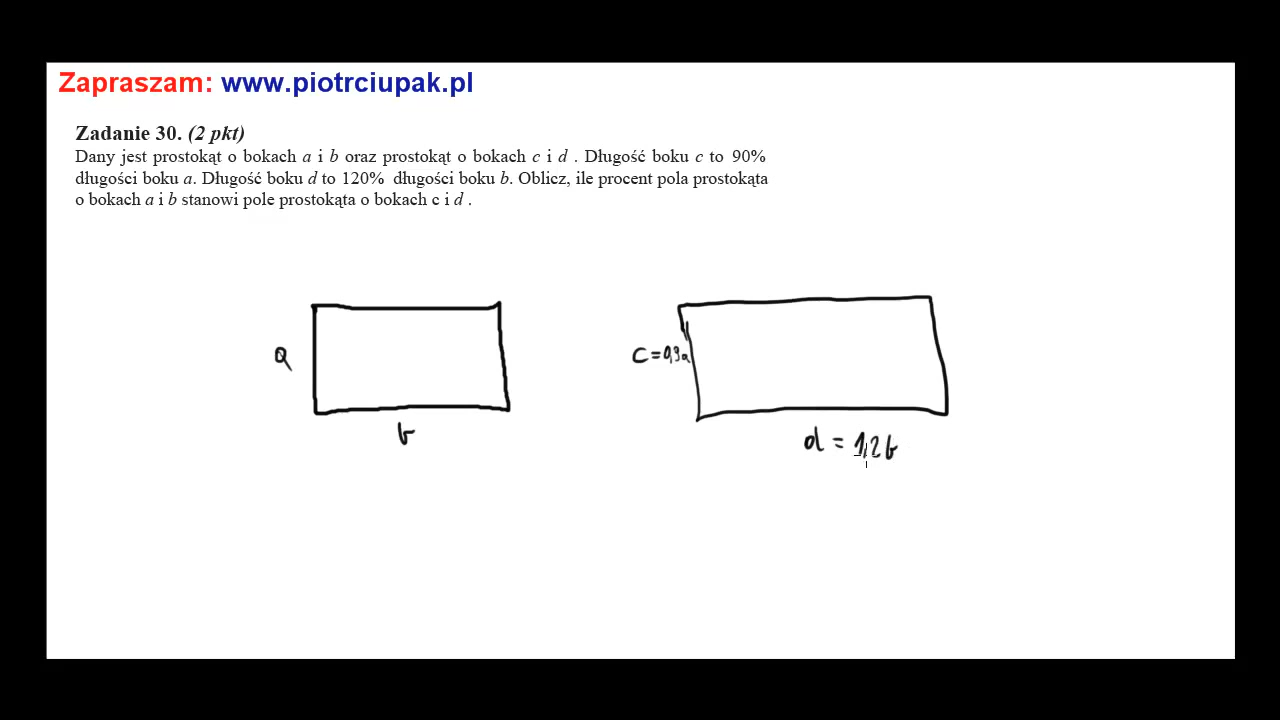 Zapraszam: www.piotrciupak.pl
Zadanie 30. (2 pkt)
Dany jest prostokąt o bokach a i b oraz prostokąt o bokach c i d . Długość boku c to 90%
długości boku a. Długość boku d to 120% długości boku b. Oblicz, ile procent pola prostokąta
o bokach a i b stanowi pole prostokąta o bokach c i d .
a
c = 0,9a
b
d = 1,2b